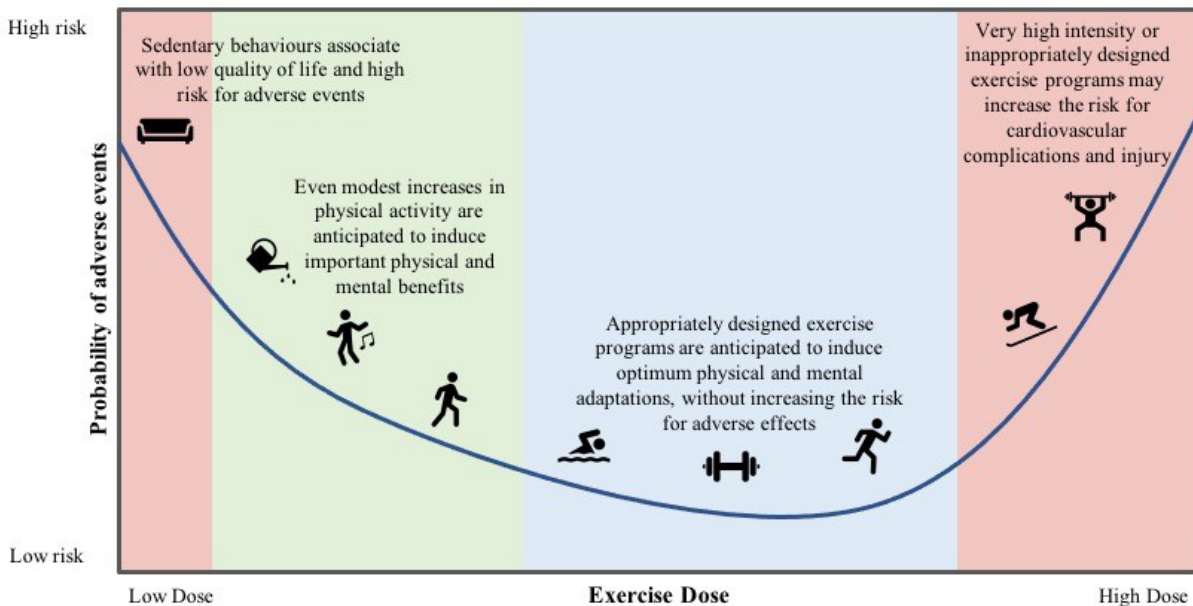 High risk
Sedentary behaviours associate
with low quality of life and high
risk for adverse events
Very high intensity or
inappropriately designed
exercise programs may
increase the risk for
cardiovascular
complications and injury
Probability of adverse events
Even modest increases in
physical activity are
anticipated to induce
important physical and
mental benefits
Appropriately designed exercise
programs are anticipated to induce
optimum physical and mental
adaptations, without increasing the risk
for adverse effects
Low risk
Low Dose
Exercise Dose
High Dose